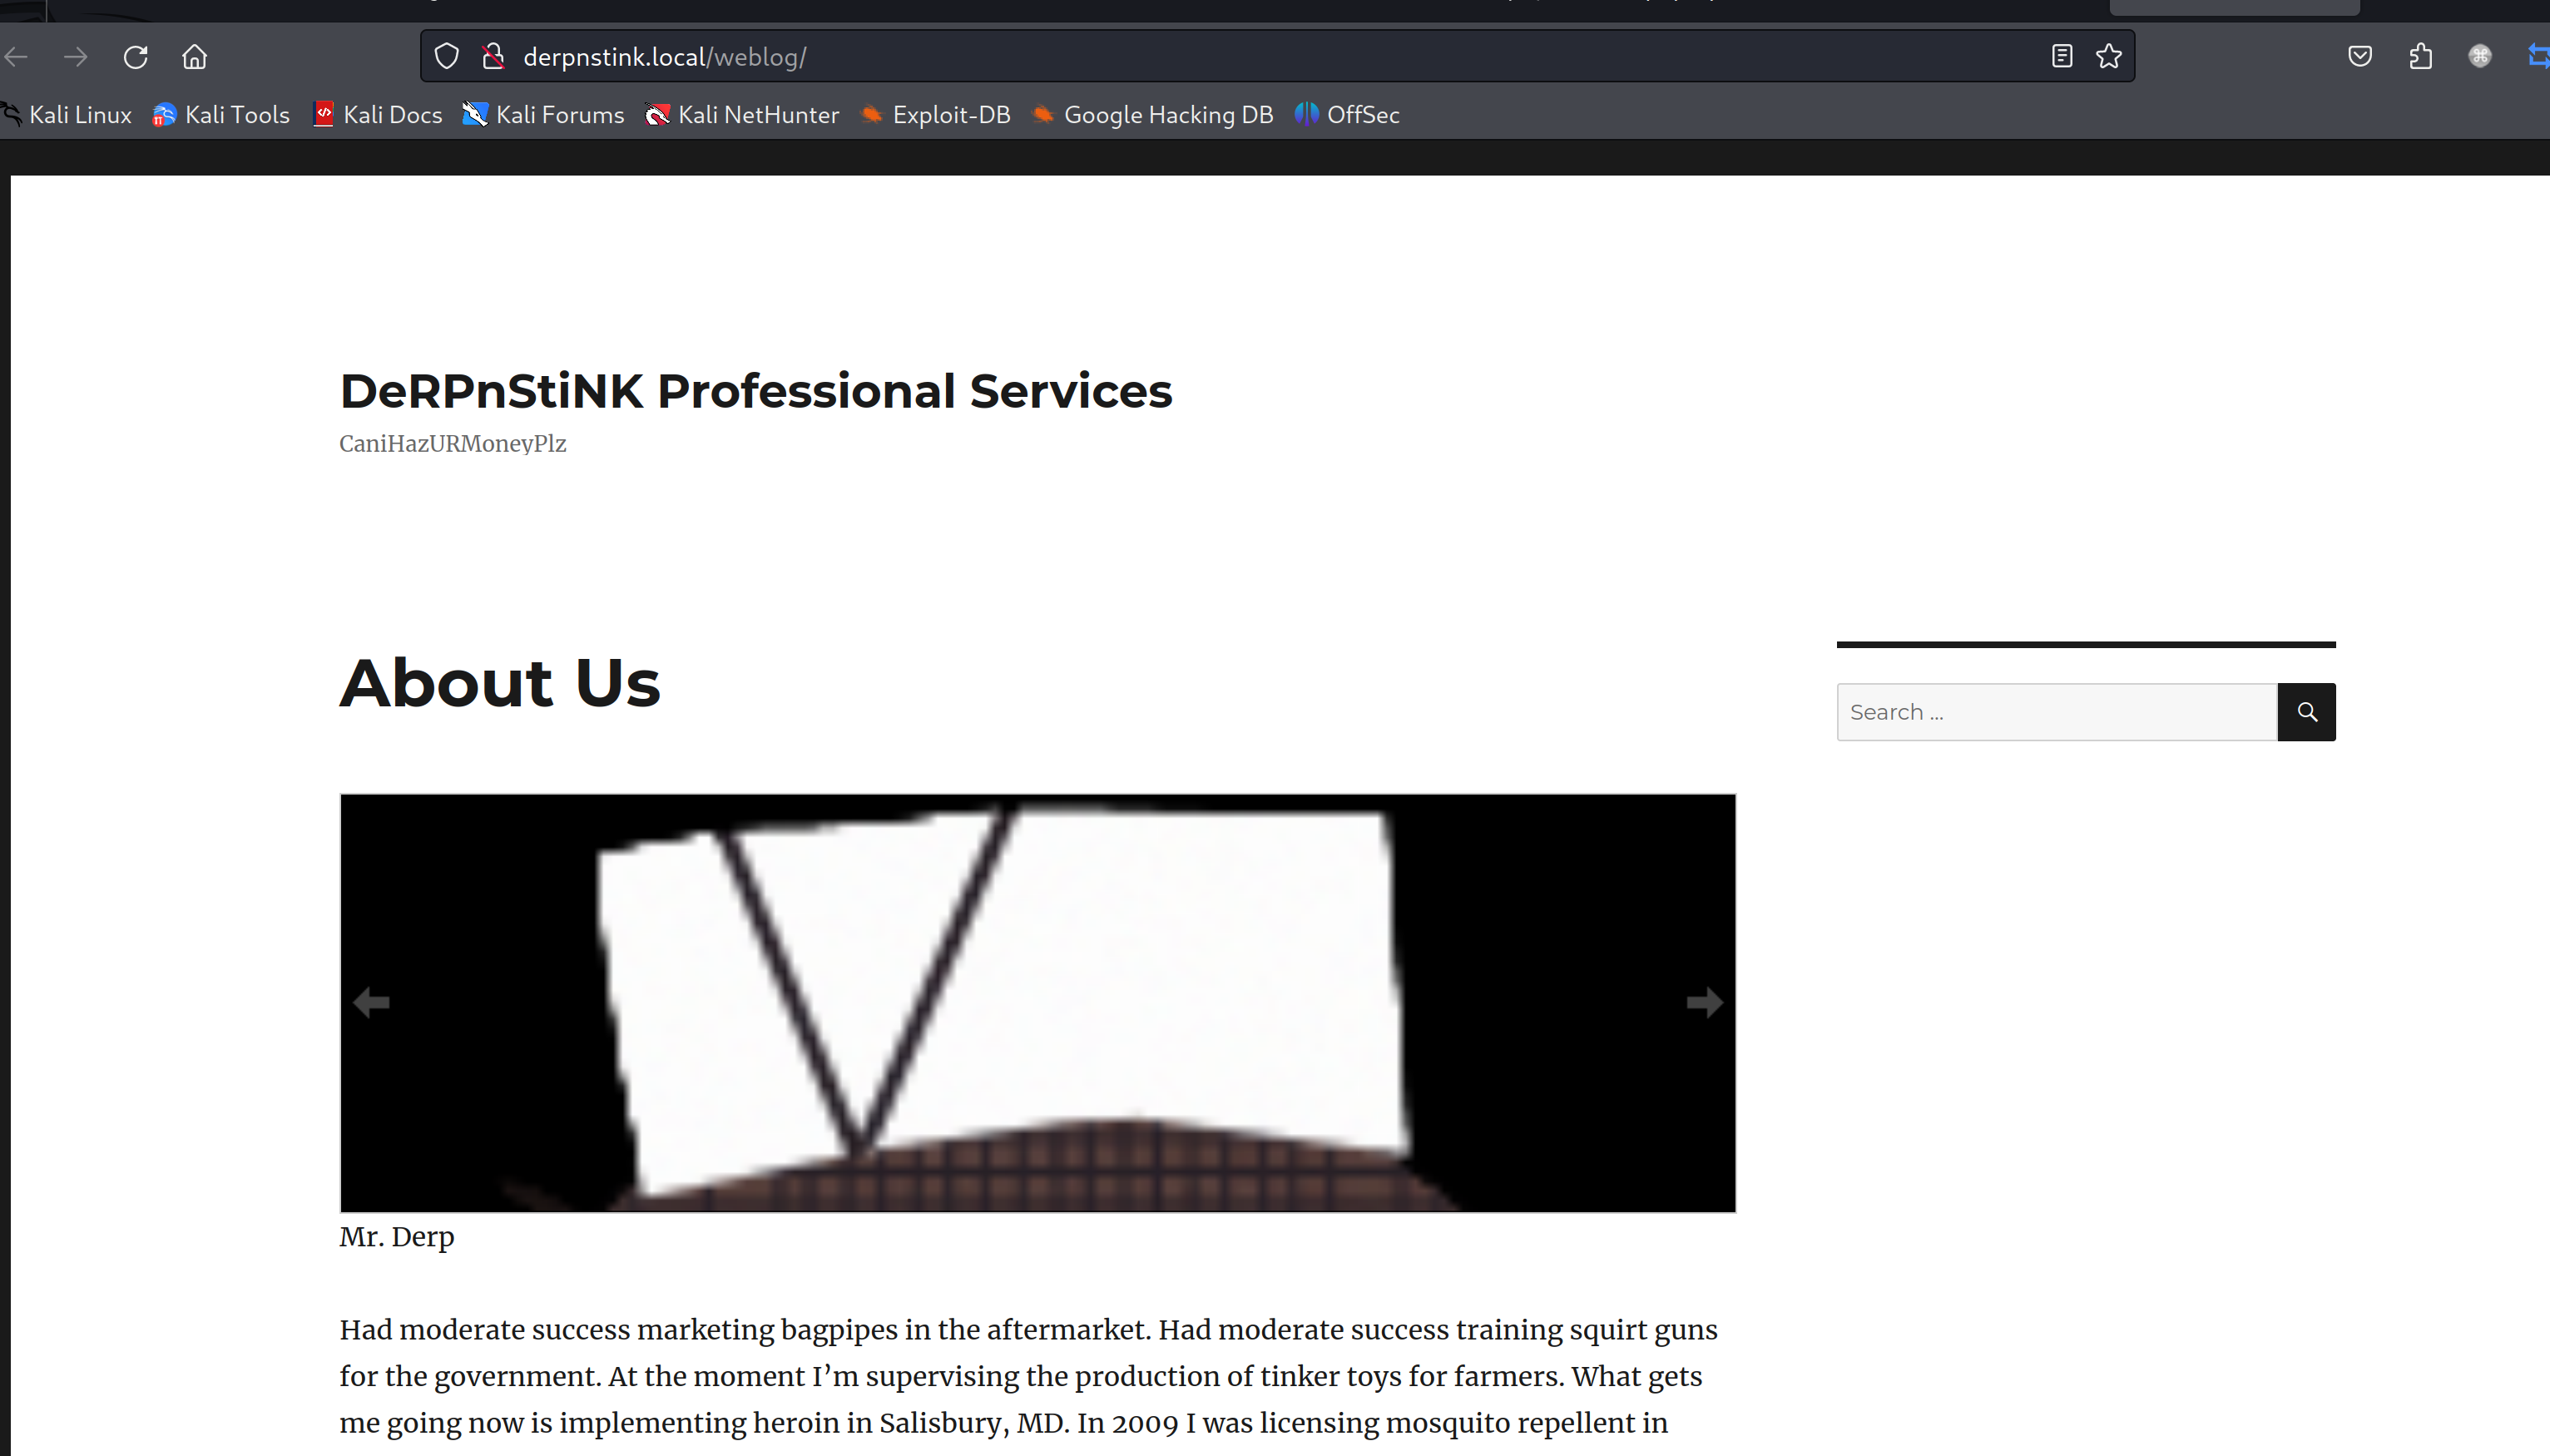 derpnstink.local/weblog/
Kali Linux Kali Tools Kali Docs Kali Forums Kali NetHunter Exploit-DB Google Hacking DB OffSec
DeRPnStiNK Professional Services
CaniHazURMoneyPlz
About Us
Search …
Mr. Derp
Had moderate success marketing bagpipes in the aftermarket. Had moderate success training squirt guns
for the government. At the moment I’m supervising the production of tinker toys for farmers. What gets
me going now is implementing heroin in Salisbury, MD. In 2009 I was licensing mosquito repellent in